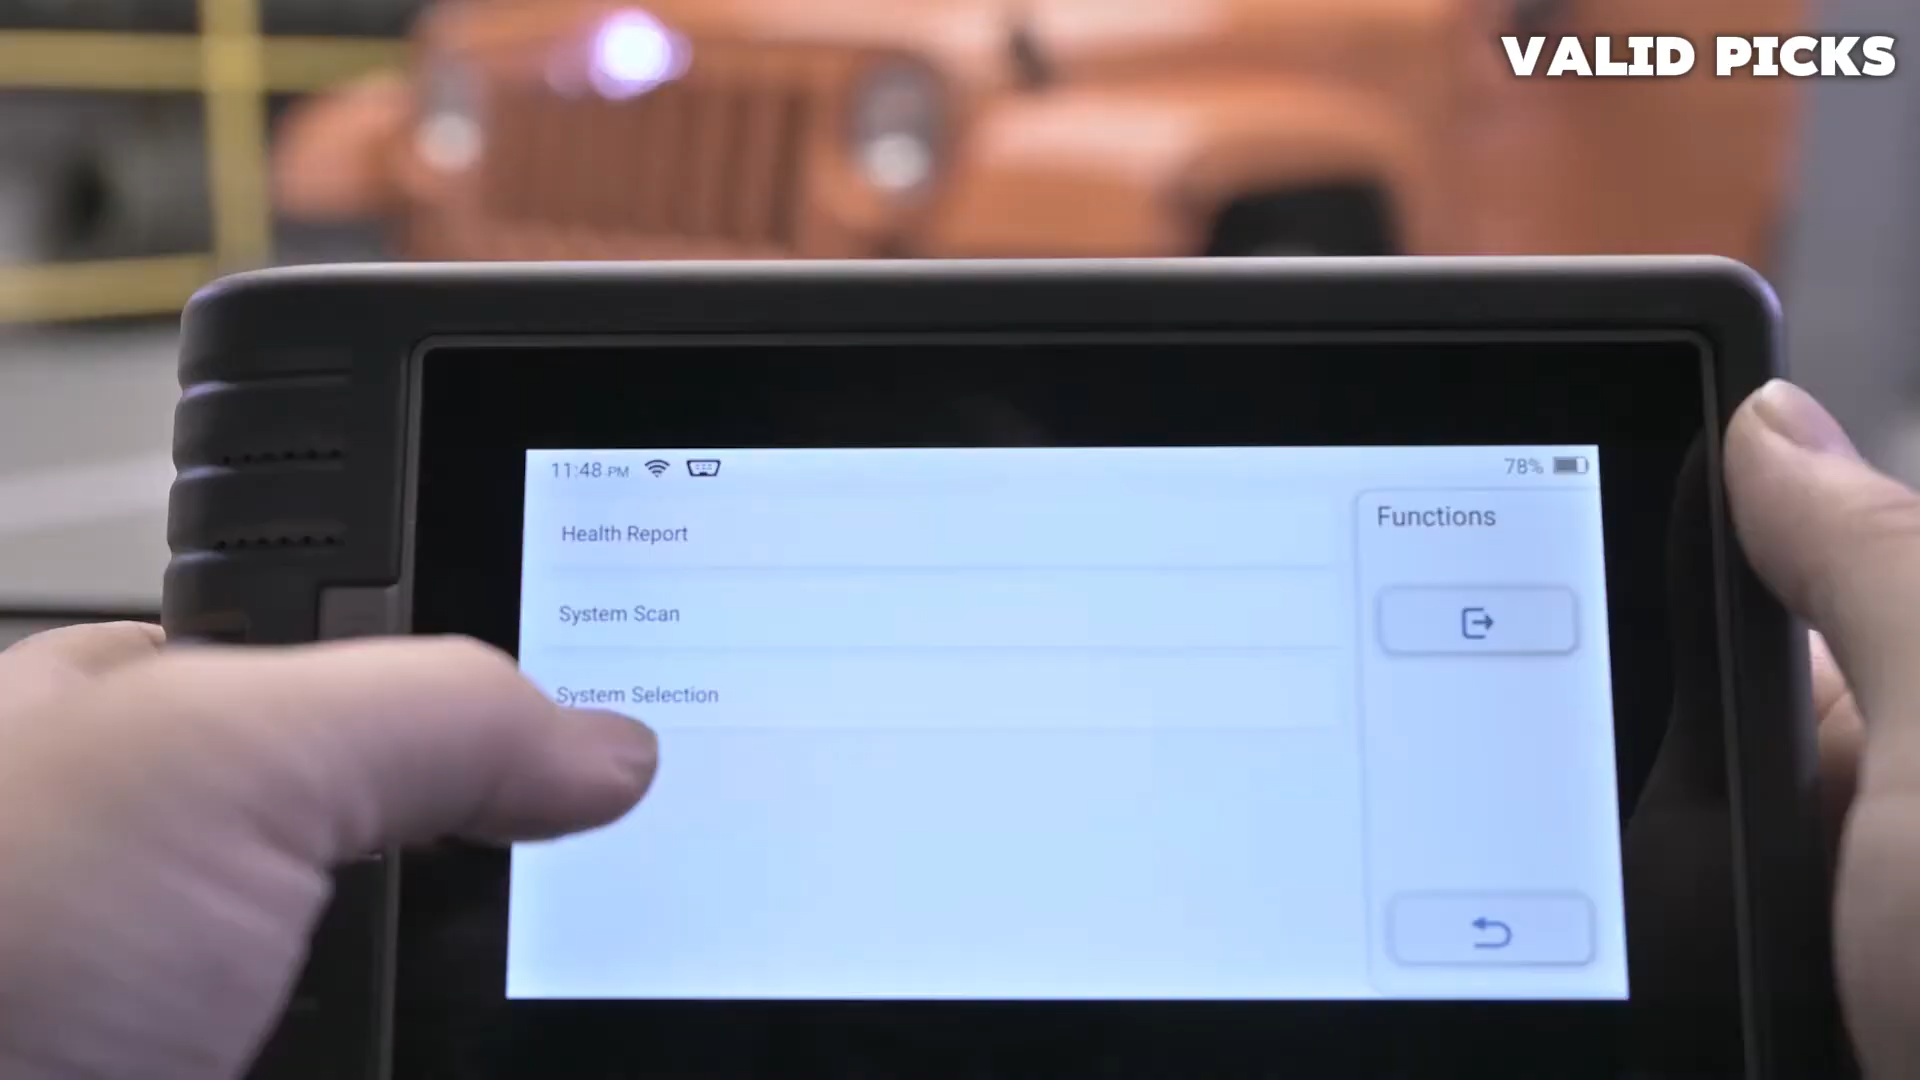 VALID PICKS
11:48 PM
78%
Health Report
Functions
System Scan
System Selection